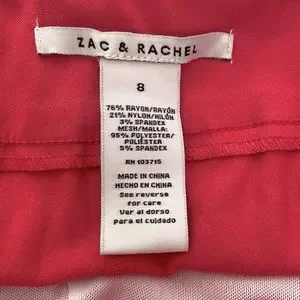 ZAC & RACHEL
8
76% RAYON/RAYÓN
21% NYLON/NILÓN
3% SPANDEX
MESH/MALLA:
95% POLYESTER/
POLIÉSTER
5% SPANDEX
RN 103715
MADE IN CHINA
HECHO EN CHINA
See reverse
for care
Ver al dorso
para el cuidado